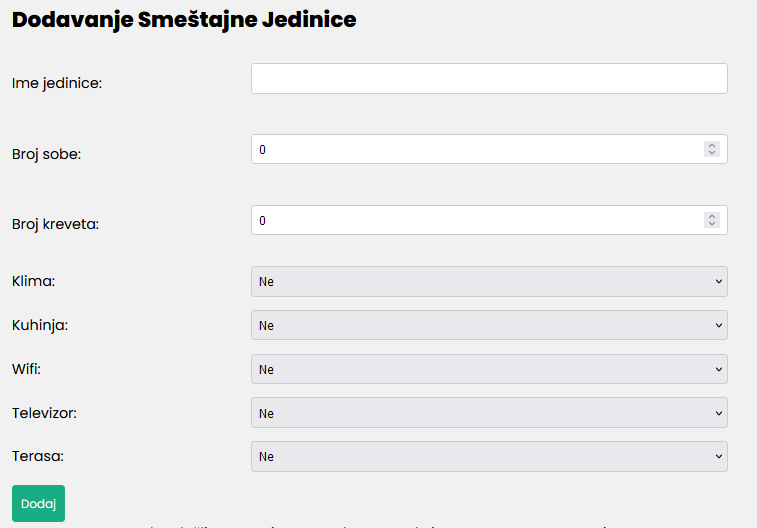 Dodavanje Smeštajne Jedinice
Ime jedinice:
Broj sobe: 0
Broj kreveta: 0
Klima: Ne
Kuhinja: Ne
Wifi: Ne
Televizor: Ne
Terasa: Ne
Dodaj